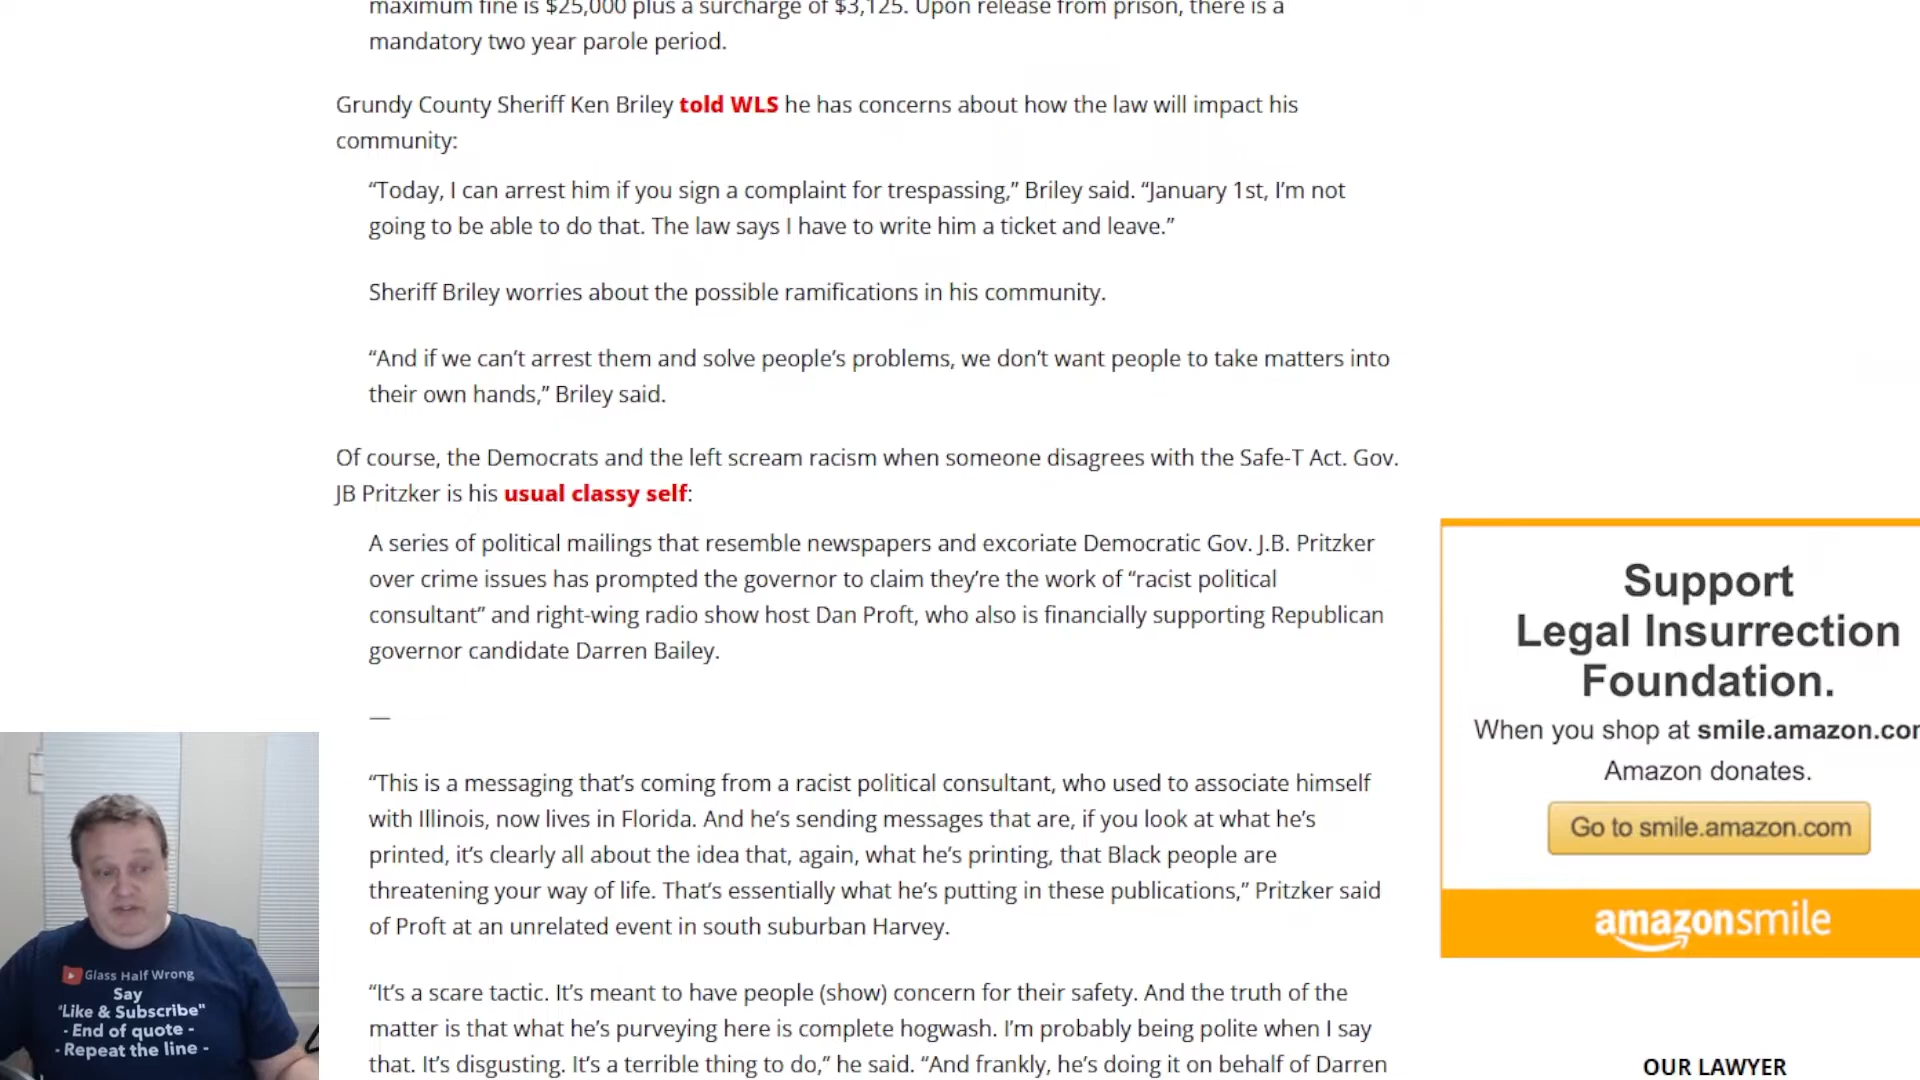 maximum fine is $25,000 plus a surcharge of $3,125. Upon release from prison, there is a
mandatory two year parole period.
Grundy County Sheriff Ken Briley told WLS he has concerns about how the law will impact his
community:
“Today, I can arrest him if you sign a complaint for trespassing,” Briley said. “January 1st, I’m not
going to be able to do that. The law says I have to write him a ticket and leave.”
Sheriff Briley worries about the possible ramifications in his community.
“And if we can’t arrest them and solve people’s problems, we don’t want people to take matters into
their own hands,” Briley said.
Of course, the Democrats and the left scream racism when someone disagrees with the Safe-T Act. Gov.
JB Pritzker is his usual classy self:
A series of political mailings that resemble newspapers and excoriate Democratic Gov. J.B. Pritzker
over crime issues has prompted the governor to claim they’re the work of “racist political
consultant” and right-wing radio show host Dan Proft, who also is financially supporting Republican
governor candidate Darren Bailey.
—
“This is a messaging that’s coming from a racist political consultant, who used to associate himself
with Illinois, now lives in Florida. And he’s sending messages that are, if you look at what he’s
printed, it’s clearly all about the idea that, again, what he’s printing, that Black people are
threatening your way of life. That’s essentially what he’s putting in these publications,” Pritzker said
of Proft at an unrelated event in south suburban Harvey.
“It’s a scare tactic. It’s meant to have people (show) concern for their safety. And the truth of the
matter is that what he’s purveying here is complete hogwash. I’m probably being polite when I say
that. It’s disgusting. It’s a terrible thing to do,” he said. “And frankly, he’s doing it on behalf of Darren
Support
Legal Insurrection
Foundation.
When you shop at smile.amazon.com
Amazon donates.
Go to smile.amazon.com
amazonsmile
OUR LAWYER
Glass Half Wrong
Say
"Like & Subscribe"
- End of quote -
- Repeat the line -